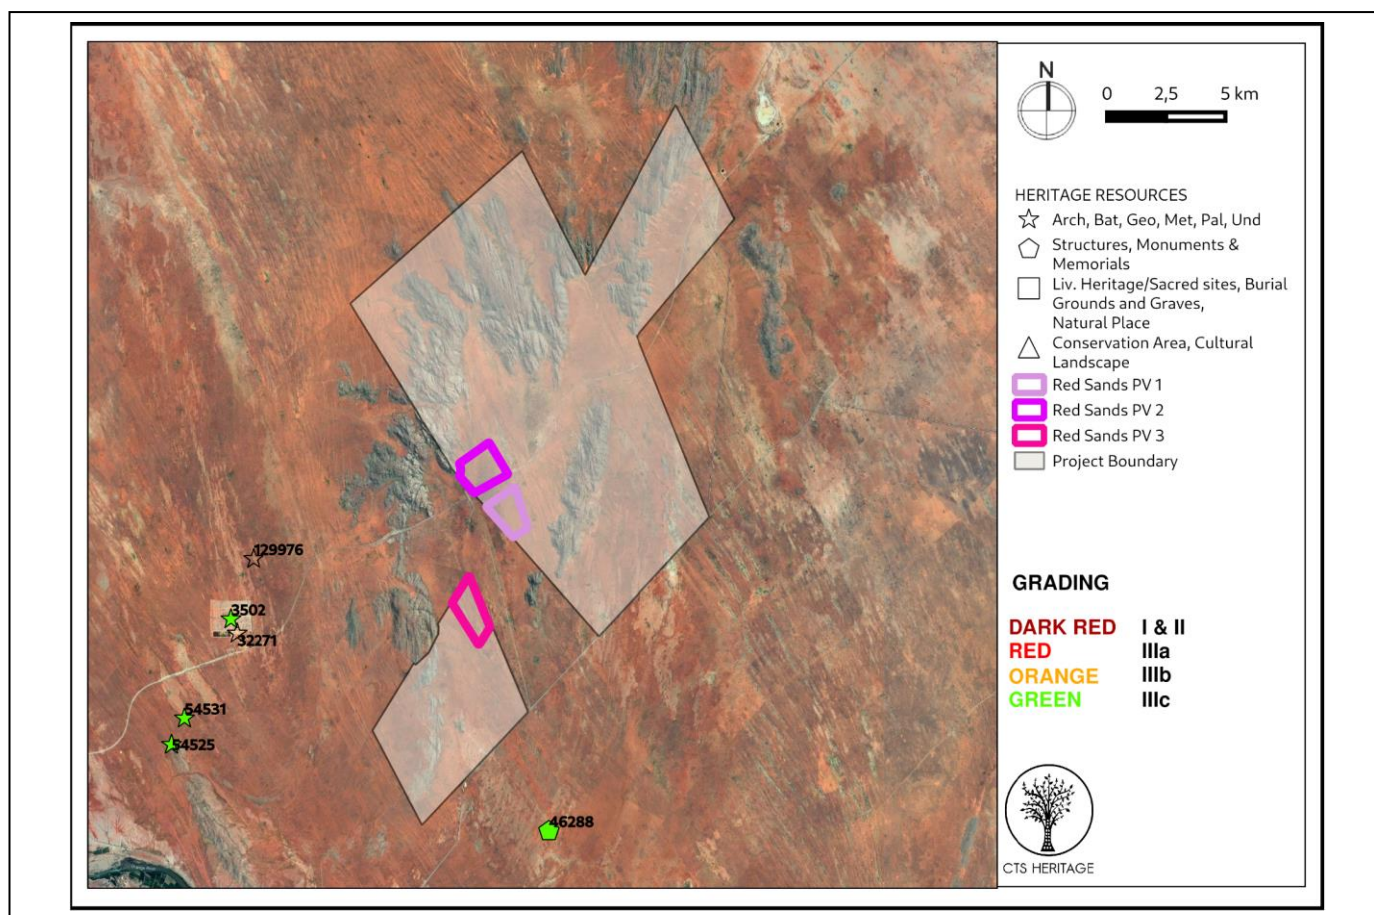 N
0 2,5 5 km
HERITAGE RESOURCES
Arch, Bat, Geo, Met, Pal, Und
Structures, Monuments &
Memorials
Liv. Heritage/Sacred sites, Burial
Grounds and Graves,
Natural Place
Conservation Area, Cultural
Landscape
Red Sands PV 1
Red Sands PV 2
Red Sands PV 3
Project Boundary
GRADING
DARK RED I & II
RED IIIa
ORANGE IIIb
GREEN IIIc
CTS HERITAGE
129976
3502
32271
54531
54525
46288